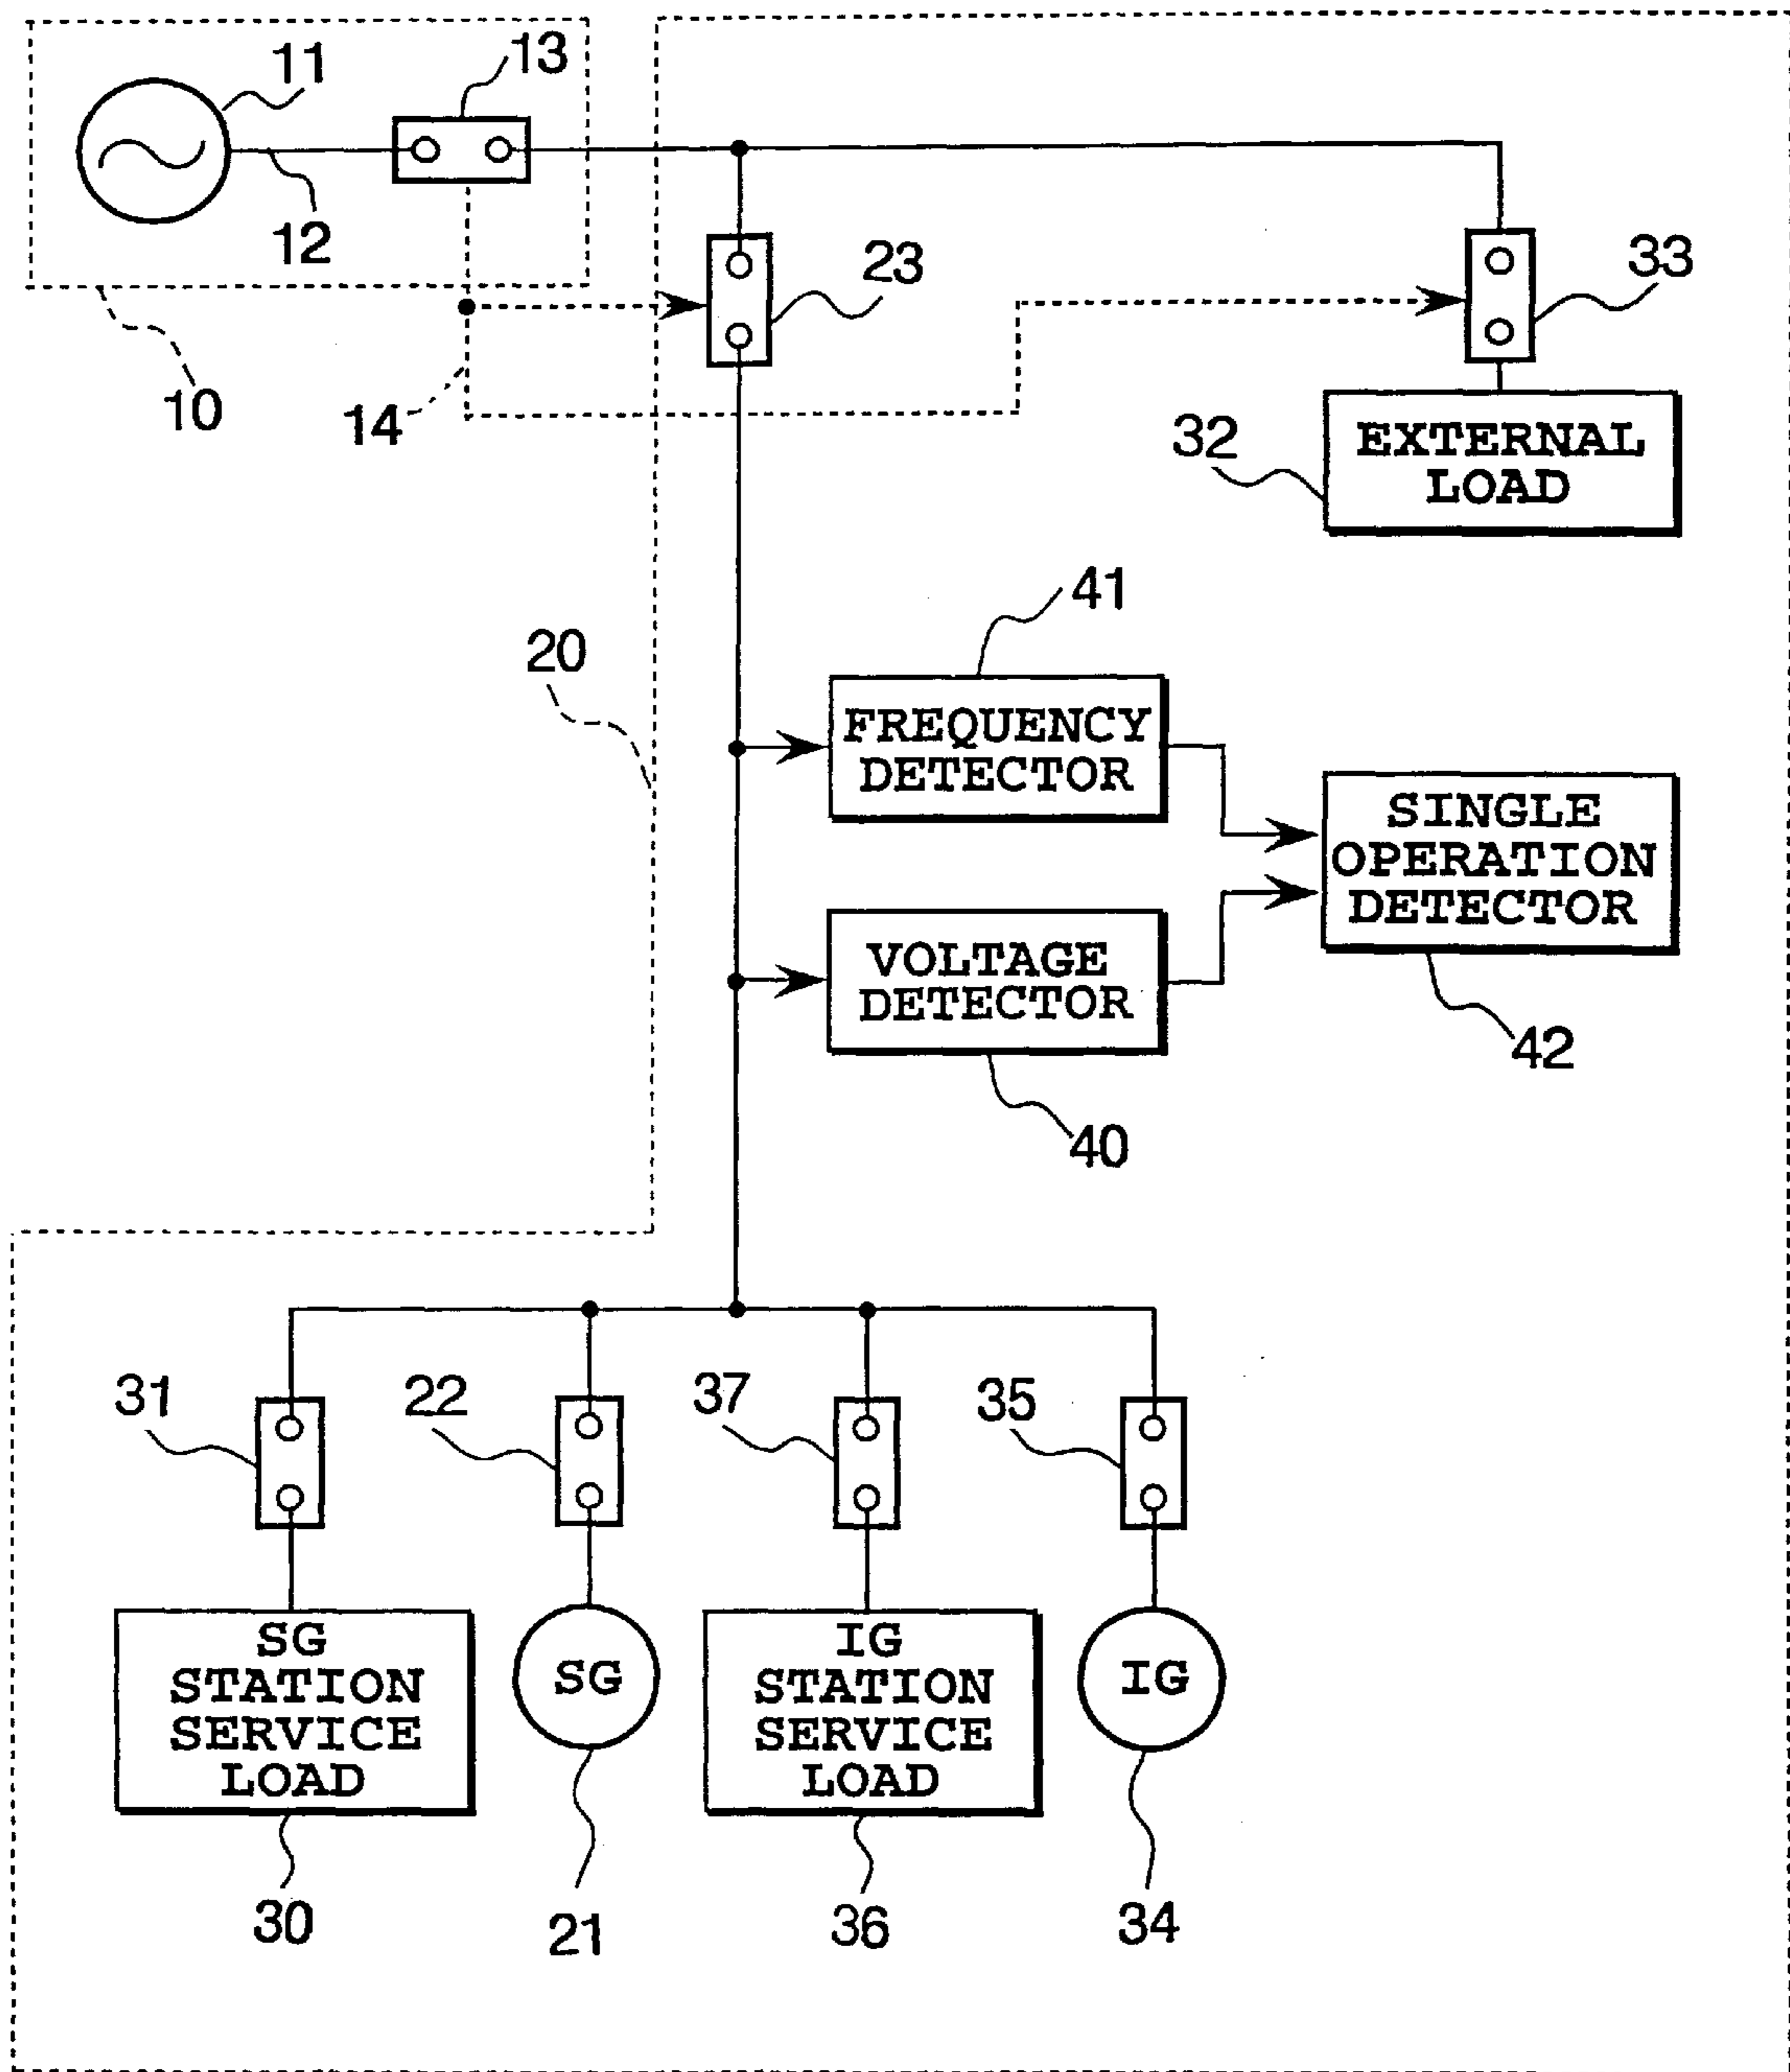 11
13
12
10
14
23
33
32
EXTERNAL
LOAD
41
20
FREQUENCY
DETECTOR
SINGLE
OPERATION
DETECTOR
VOLTAGE
DETECTOR
42
40
31
22
37
35
SG
STATION
SERVICE
LOAD
SG
IG
STATION
SERVICE
LOAD
IG
30
21
36
34